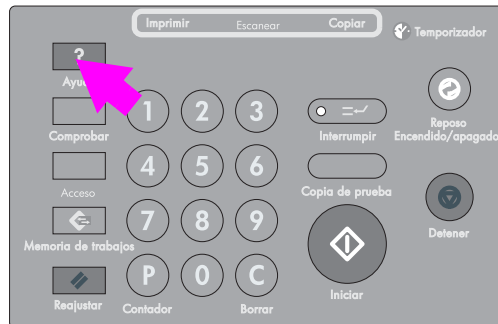 Imprimir Escanear Copiar
Temporizador
?
Comprobar
1 2 3
Interrumpir
Reposo
Encendido/apagado
4 5 6
Acceso
Copia de prueba
7 8 9
Memoria de trabajos
Detener
P 0 C
Reajustar
Contador
Borrar
Iniciar